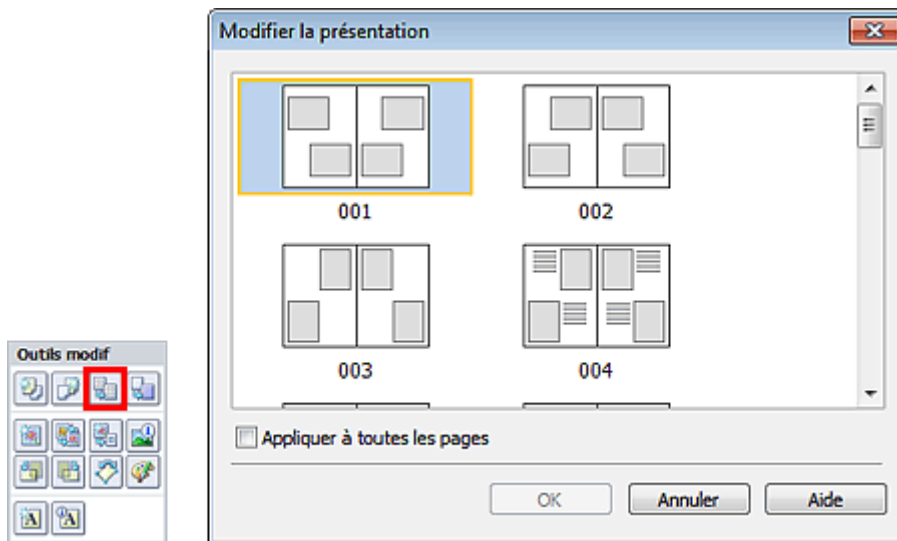 Modifier la présentation
001
002
003
004
Appliquer à toutes les pages
OK
Annuler
Aide
Outils modif